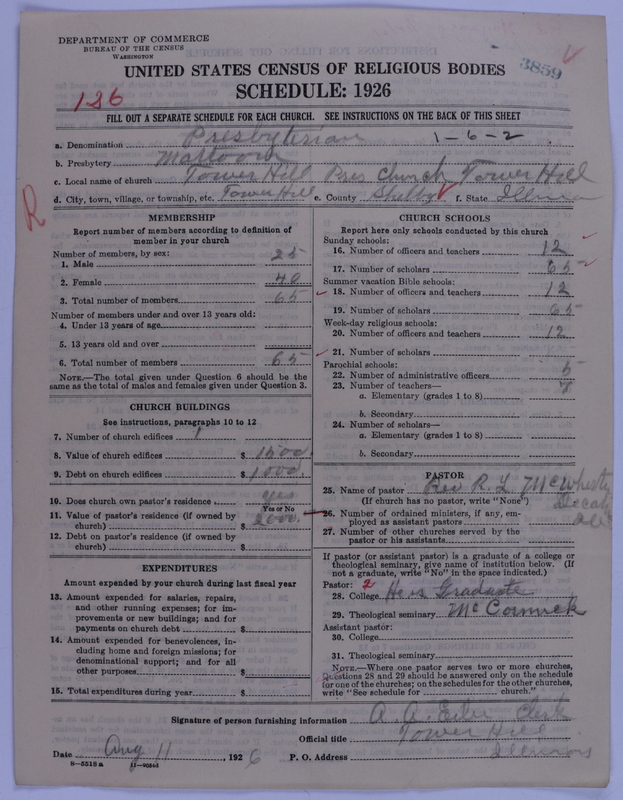 DEPARTMENT OF COMMERCE
BUREAU OF THE CENSUS
WASHINGTON
3859
UNITED STATES CENSUS OF RELIGIOUS BODIES
SCHEDULE: 1926
126
FILL OUT A SEPARATE SCHEDULE FOR EACH CHURCH. SEE INSTRUCTIONS ON THE BACK OF THIS SHEET
a. Denomination Presbyterian 1-6-2
b. Presbytery Mattoon
c. Local name of church Tower Hill Pres Church Tower Hill
d. City, town, village, or township, etc. Tower Hill e. County Shelby f. State Illinois
R
MEMBERSHIP
Report number of members according to definition of
member in your church
Number of members, by sex:
1. Male 25
2. Female 40
3. Total number of members 65
Number of members under and over 13 years old:
4. Under 13 years of age
5. 13 years old and over
6. Total number of members 65
NOTE.—The total given under Question 6 should be the
same as the total of males and females given under Question 3.
CHURCH BUILDINGS
See instructions, paragraphs 10 to 12
7. Number of church edifices 1
8. Value of church edifices $ 1500.
9. Debt on church edifices $ 1000.
10. Does church own pastor's residence yes
Yes or No
11. Value of pastor's residence (if owned by
church) $ 2000.
12. Debt on pastor's residence (if owned by
church) $
EXPENDITURES
Amount expended by your church during last fiscal year
13. Amount expended for salaries, repairs,
and other running expenses; for im-
provements or new buildings; and for
payments on church debt $
14. Amount expended for benevolences, in-
cluding home and foreign missions; for
denominational support; and for all
other purposes $
15. Total expenditures during year $
CHURCH SCHOOLS
Report here only schools conducted by this church
Sunday schools:
16. Number of officers and teachers 12
17. Number of scholars 65
Summer vacation Bible schools:
18. Number of officers and teachers 12
19. Number of scholars 65
Week-day religious schools:
20. Number of officers and teachers 12
21. Number of scholars
Parochial schools:
22. Number of administrative officers 5
23. Number of teachers—
a. Elementary (grades 1 to 8)
b. Secondary
24. Number of scholars—
a. Elementary (grades 1 to 8)
b. Secondary
PASTOR
25. Name of pastor Rev R. L.
(If church has no pastor, write "None")
26. Number of ordained ministers, if any, em-
ployed as assistant pastors
27. Number of other churches served by the
pastor or his assistants
If pastor (or assistant pastor) is a graduate of a college or
theological seminary, give name of institution below. (If
not a graduate, write "No" in the space indicated.)
Pastor: 2
28. College He is Graduate
29. Theological seminary McCormick
Assistant pastor:
30. College
31. Theological seminary
NOTE.—Where one pastor serves two or more churches,
Questions 28 and 29 should be answered only on the schedule
for one of the churches; on the schedules for the other churches,
write "See schedule for church."
Signature of person furnishing information A. A. Clerk
Official title Tower Hill
Date Aug 11, 1926 P. O. Address Illinois
8—5518 a 11—905